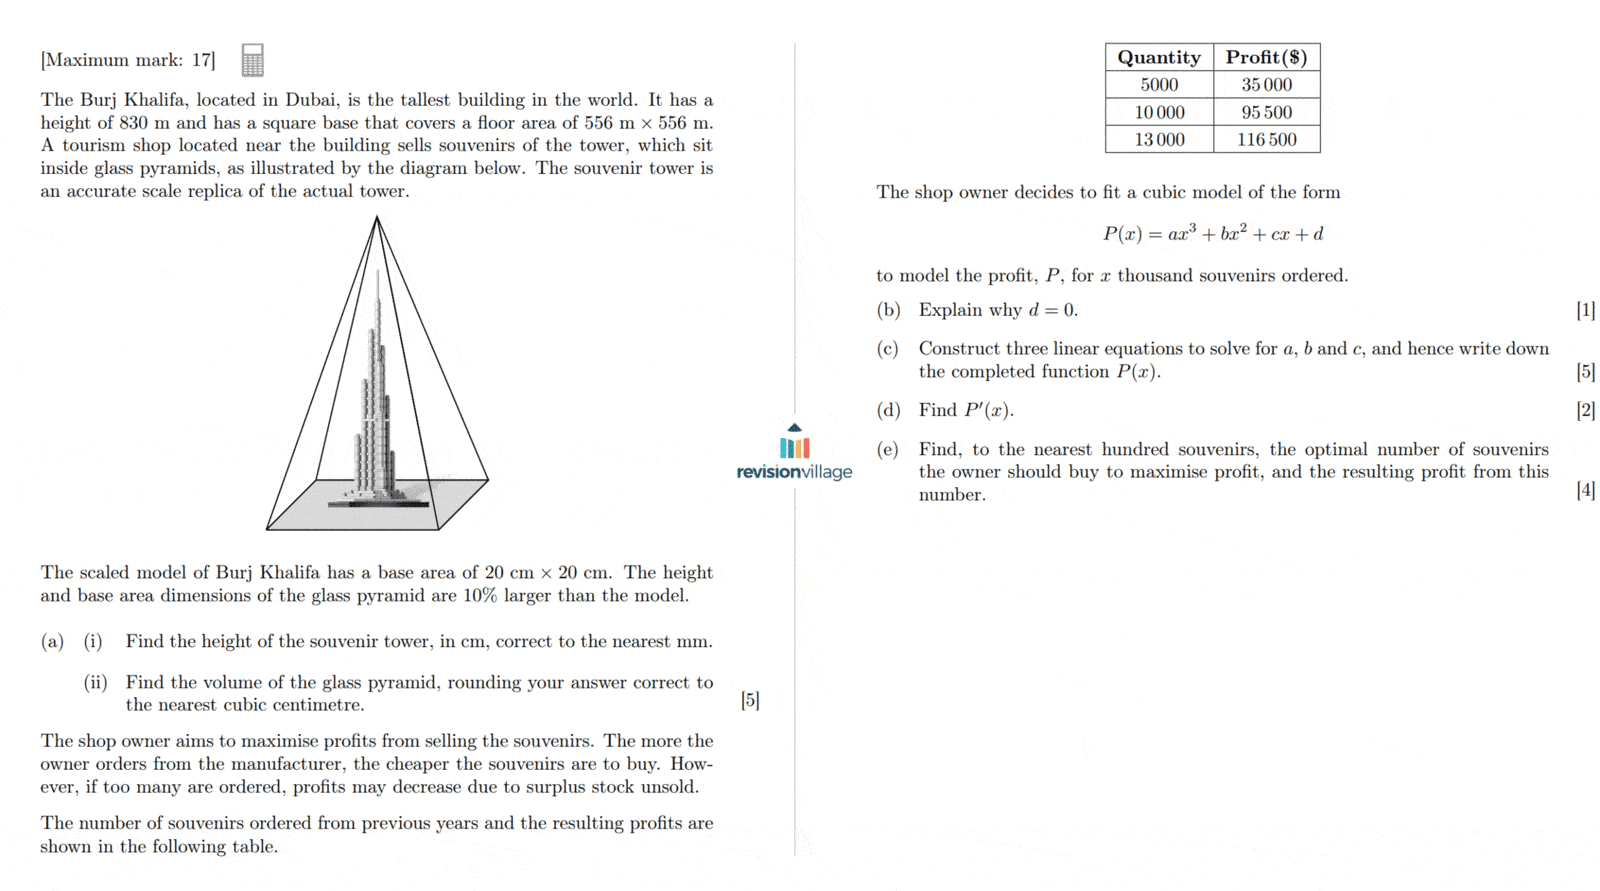 [Maximum mark: 17]
The Burj Khalifa, located in Dubai, is the tallest building in the world. It has a
height of 830 m and has a square base that covers a floor area of 556 m × 556 m.
A tourism shop located near the building sells souvenirs of the tower, which sit
inside glass pyramids, as illustrated by the diagram below. The souvenir tower is
an accurate scale replica of the actual tower.
The scaled model of Burj Khalifa has a base area of 20 cm × 20 cm. The height
and base area dimensions of the glass pyramid are 10% larger than the model.
(a) (i) Find the height of the souvenir tower, in cm, correct to the nearest mm.
(ii) Find the volume of the glass pyramid, rounding your answer correct to
the nearest cubic centimetre. [5]
The shop owner aims to maximise profits from selling the souvenirs. The more the
owner orders from the manufacturer, the cheaper the souvenirs are to buy. How-
ever, if too many are ordered, profits may decrease due to surplus stock unsold.
The number of souvenirs ordered from previous years and the resulting profits are
shown in the following table.
revisionvillage
Quantity Profit($)
5000 35 000
10 000 95 500
13 000 116 500
The shop owner decides to fit a cubic model of the form
P(x) = ax³ + bx² + cx + d
to model the profit, P, for x thousand souvenirs ordered.
(b) Explain why d = 0. [1]
(c) Construct three linear equations to solve for a, b and c, and hence write down
the completed function P(x). [5]
(d) Find P′(x). [2]
(e) Find, to the nearest hundred souvenirs, the optimal number of souvenirs
the owner should buy to maximise profit, and the resulting profit from this
number. [4]